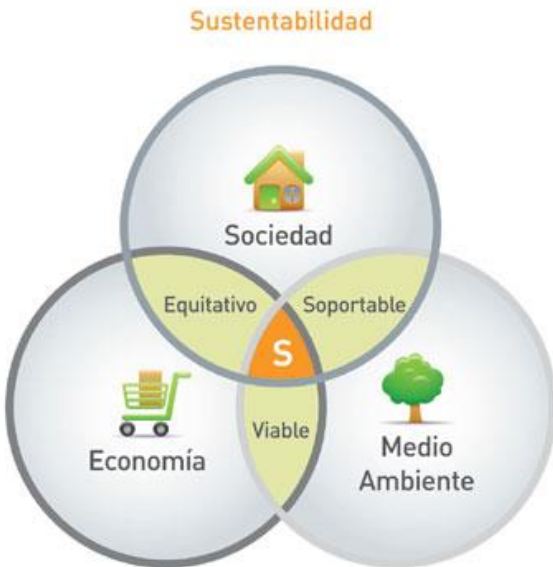 Sustentabilidad
Sociedad
Equitativo
Soportable
S
Economía
Viable
Medio
Ambiente